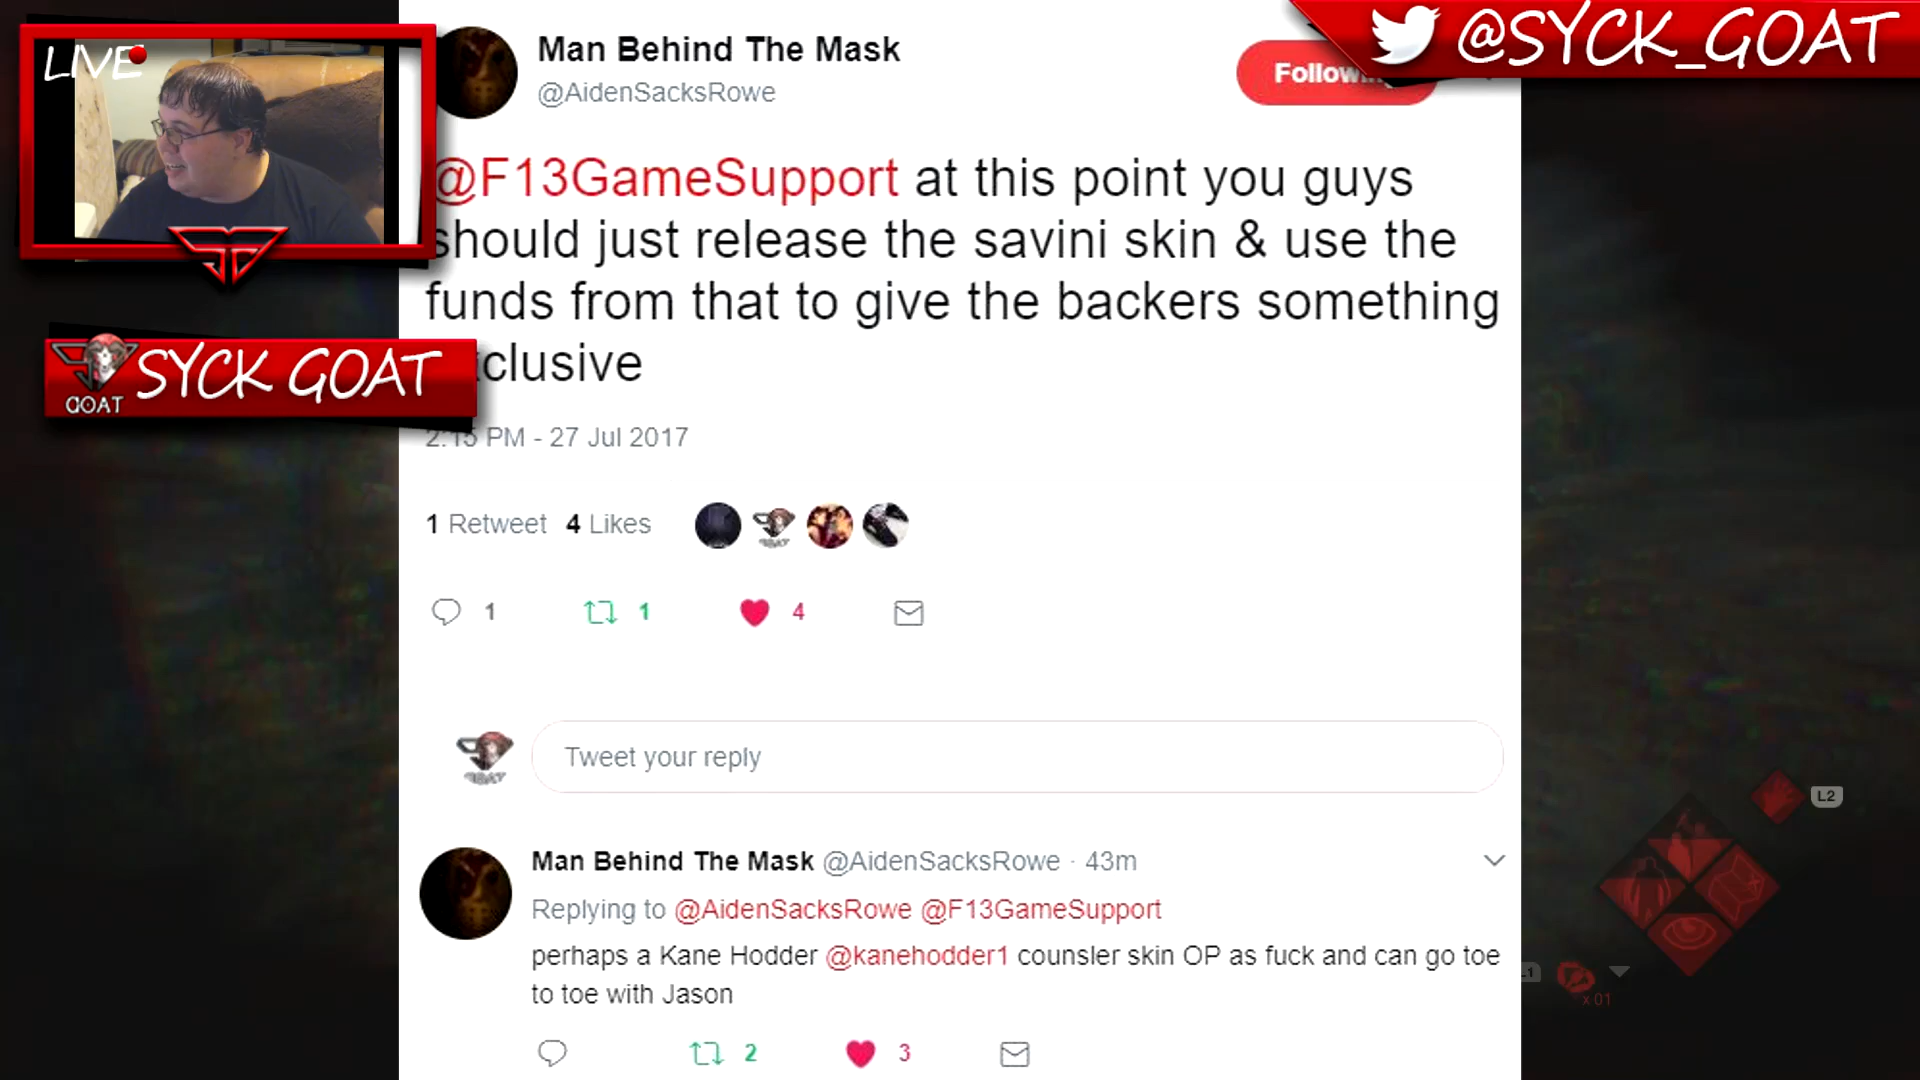 LIVE
@SYCK_GOAT
Man Behind The Mask
@AidenSacksRowe
@F13GameSupport at this point you guys
should just release the savini skin & use the
funds from that to give the backers something
xclusive
GOAT
SYCK GOAT
2:15 PM - 27 Jul 2017
1 Retweet 4 Likes
1 1 4
Tweet your reply
Man Behind The Mask @AidenSacksRowe · 43m
Replying to @AidenSacksRowe @F13GameSupport
perhaps a Kane Hodder @kanehodder1 counsler skin OP as fuck and can go toe
to toe with Jason
2 3
L2
x 01